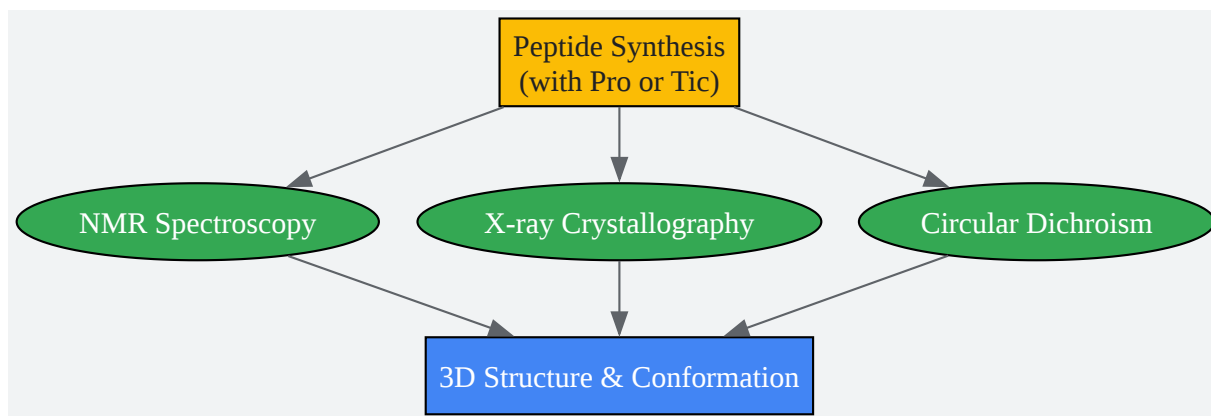 Peptide Synthesis
(with Pro or Tic)
NMR Spectroscopy
X-ray Crystallography
Circular Dichroism
3D Structure & Conformation